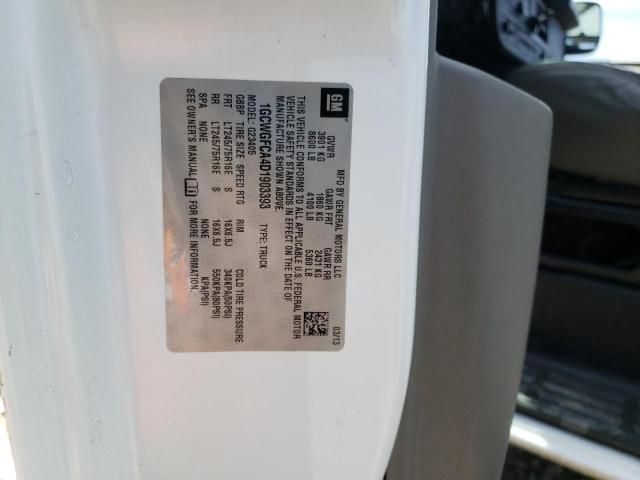 GM
MFD BY GENERAL MOTORS LLC 03/13
GVWR GAWR FRT GAWR RR
3901 KG 1860 KG 2431 KG
8600 LB 4100 LB 5360 LB
THIS VEHICLE CONFORMS TO ALL APPLICABLE U.S. FEDERAL MOTOR
VEHICLE SAFETY STANDARDS IN EFFECT ON THE DATE OF
MANUFACTURE SHOWN ABOVE.
1GCWGFCA4D1903393 TYPE: TRUCK
MODEL: G23405
GBBP TIRE SIZE SPEED RTG RIM COLD TIRE PRESSURE
FRT LT245/75R16E S 16X6.5J 340KPA(50PSI)
RR LT245/75R16E S 16X6.5J 550KPA(80PSI)
SPA NONE NONE KPA(PSI)
SEE OWNER'S MANUAL FOR MORE INFORMATION.